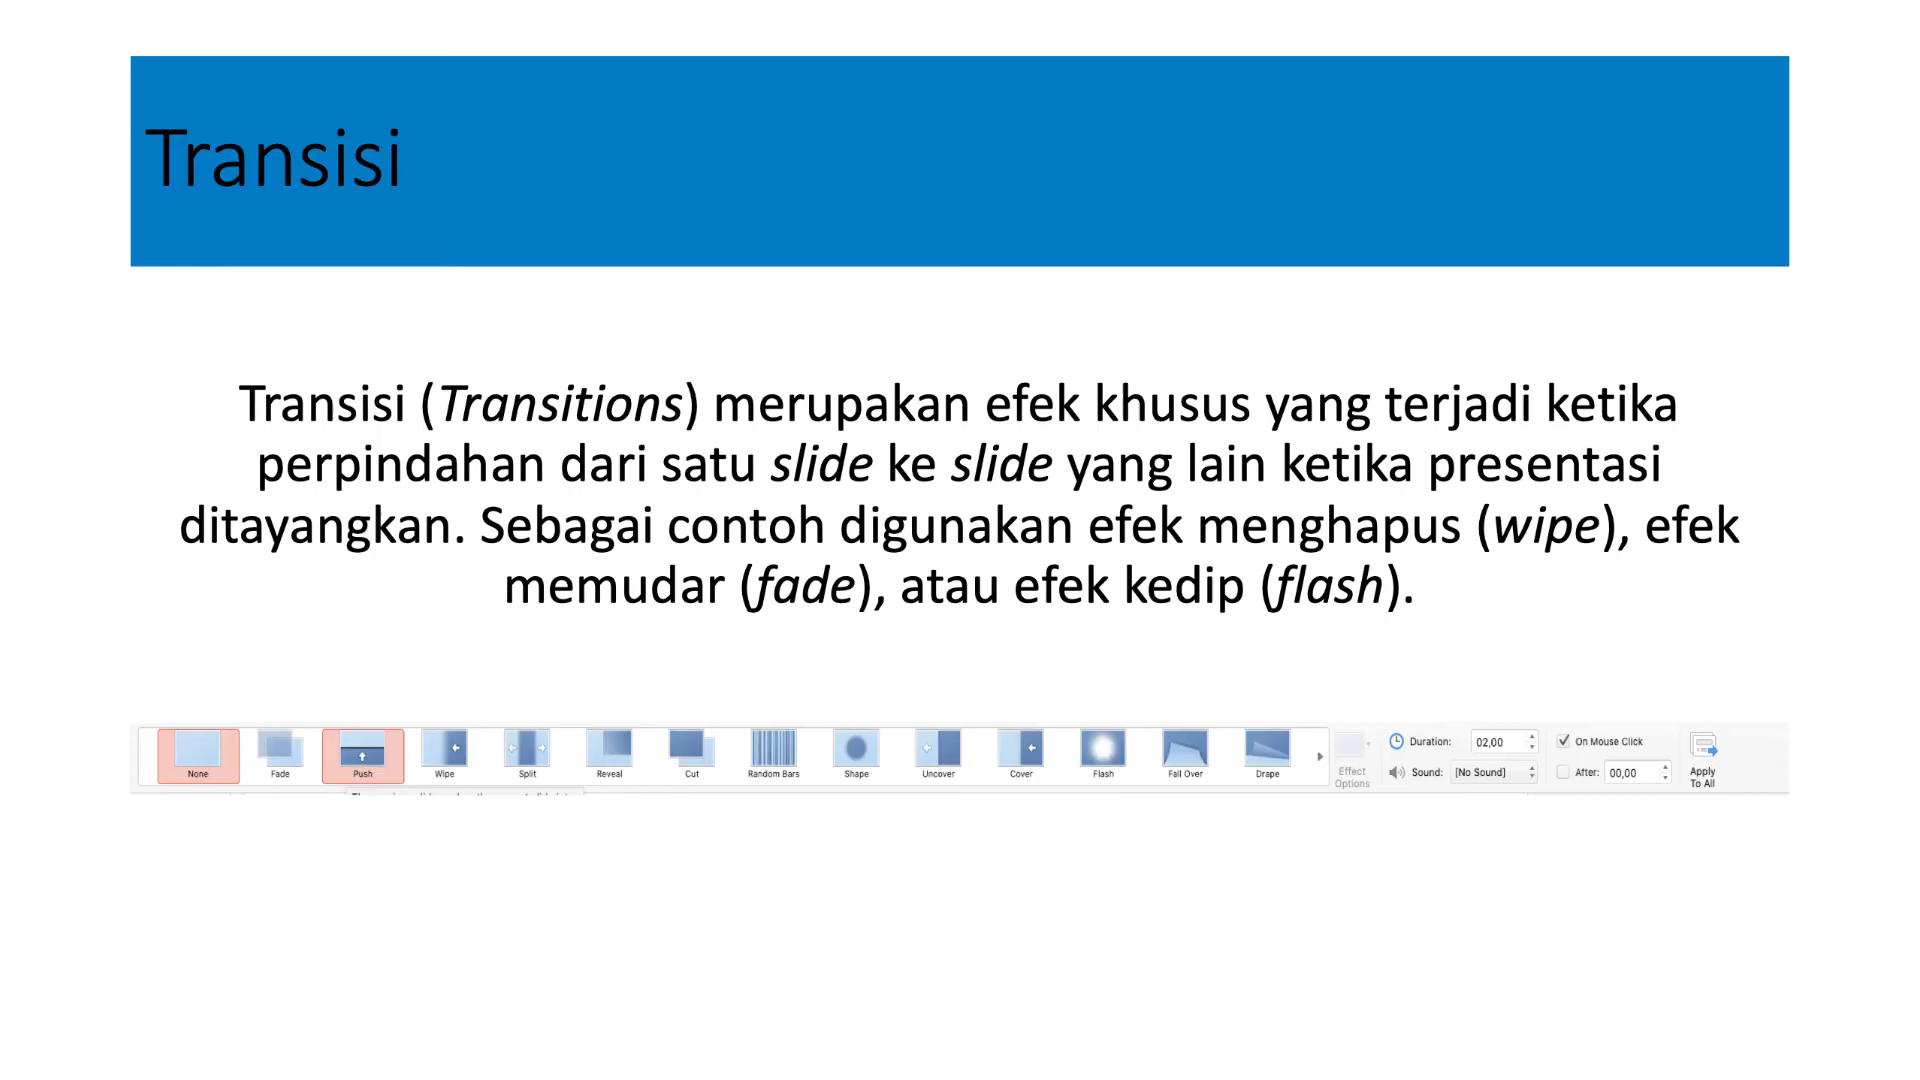 Transisi
Transisi (Transitions) merupakan efek khusus yang terjadi ketika
perpindahan dari satu slide ke slide yang lain ketika presentasi
ditayangkan. Sebagai contoh digunakan efek menghapus (wipe), efek
memudar (fade), atau efek kedip (flash).
None Fade Push Wipe Split Reveal Cut Random Bars Shape Uncover Cover Flash Fall Over Drape
Effect Options
Duration: 02,00
Sound: [No Sound]
On Mouse Click
After: 00,00
Apply
To All